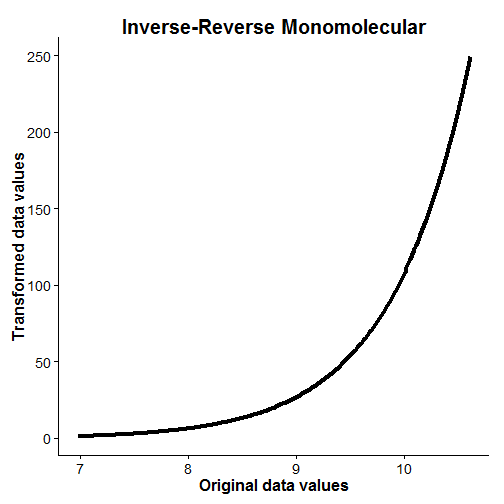 Inverse-Reverse Monomolecular
Transformed data values
250
200
150
100
50
0
7 8 9 10
Original data values